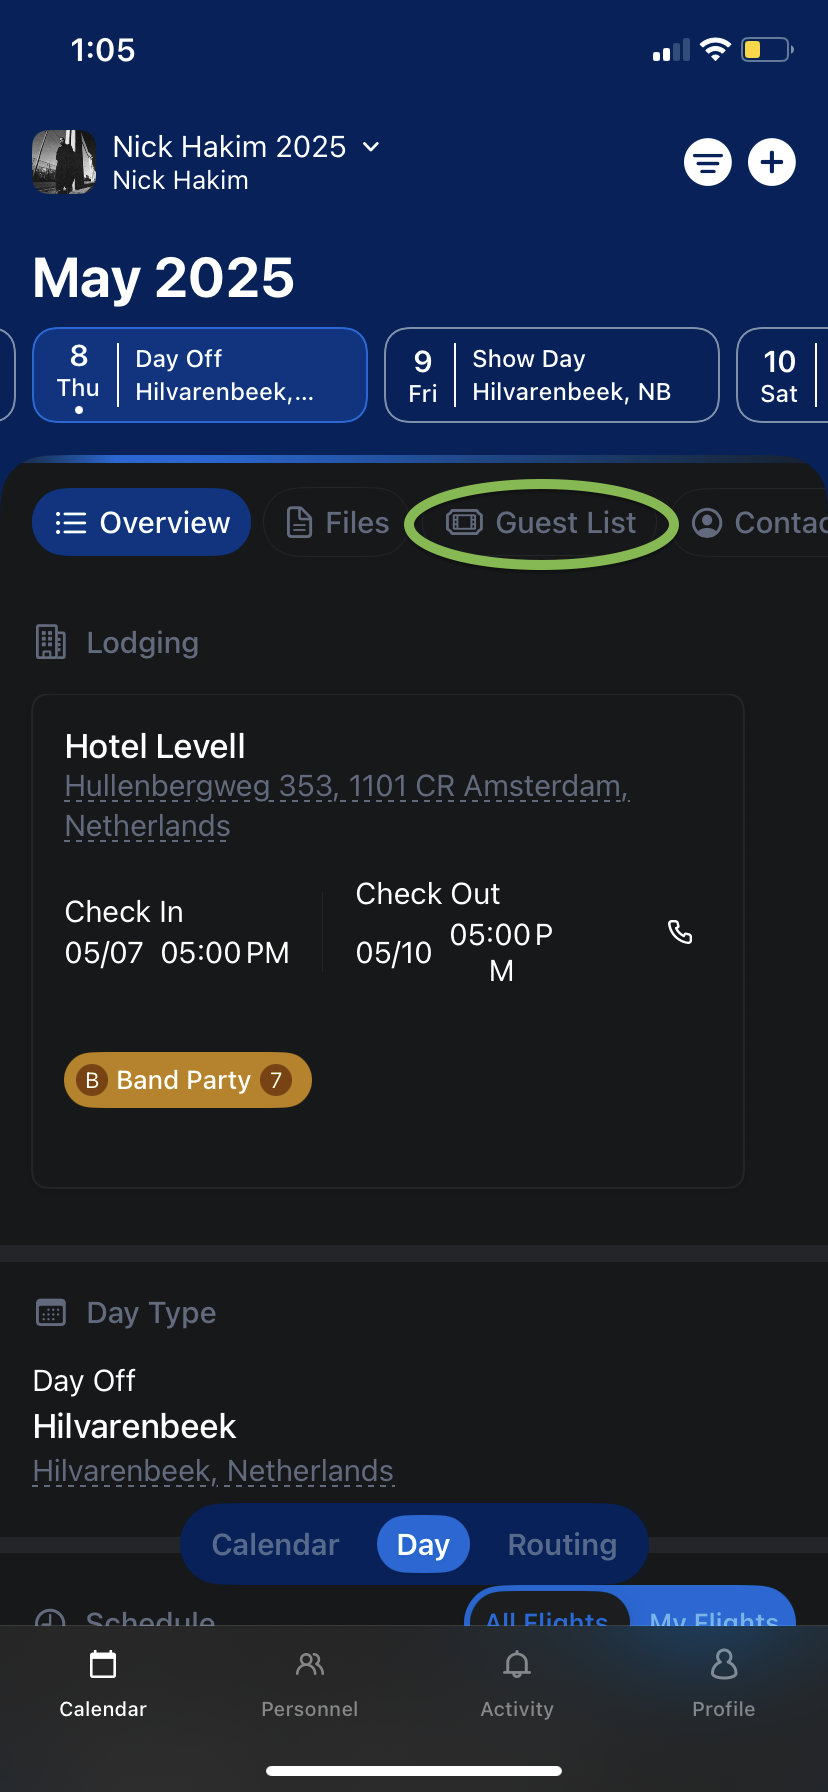 1:05
Nick Hakim 2025
Nick Hakim
May 2025
8
Thu
Day Off
Hilvarenbeek,...
9
Fri
Show Day
Hilvarenbeek, NB
10
Sat
Overview
Files
Guest List
Contac
Lodging
Hotel Levell
Hullenbergweg 353, 1101 CR Amsterdam,
Netherlands
Check In
05/07 05:00 PM
Check Out
05/10
05:00 P
M
B Band Party 7
Day Type
Day Off
Hilvarenbeek
Hilvarenbeek, Netherlands
Calendar
Day
Routing
Schedule
All Flights
My Flights
Calendar
Personnel
Activity
Profile